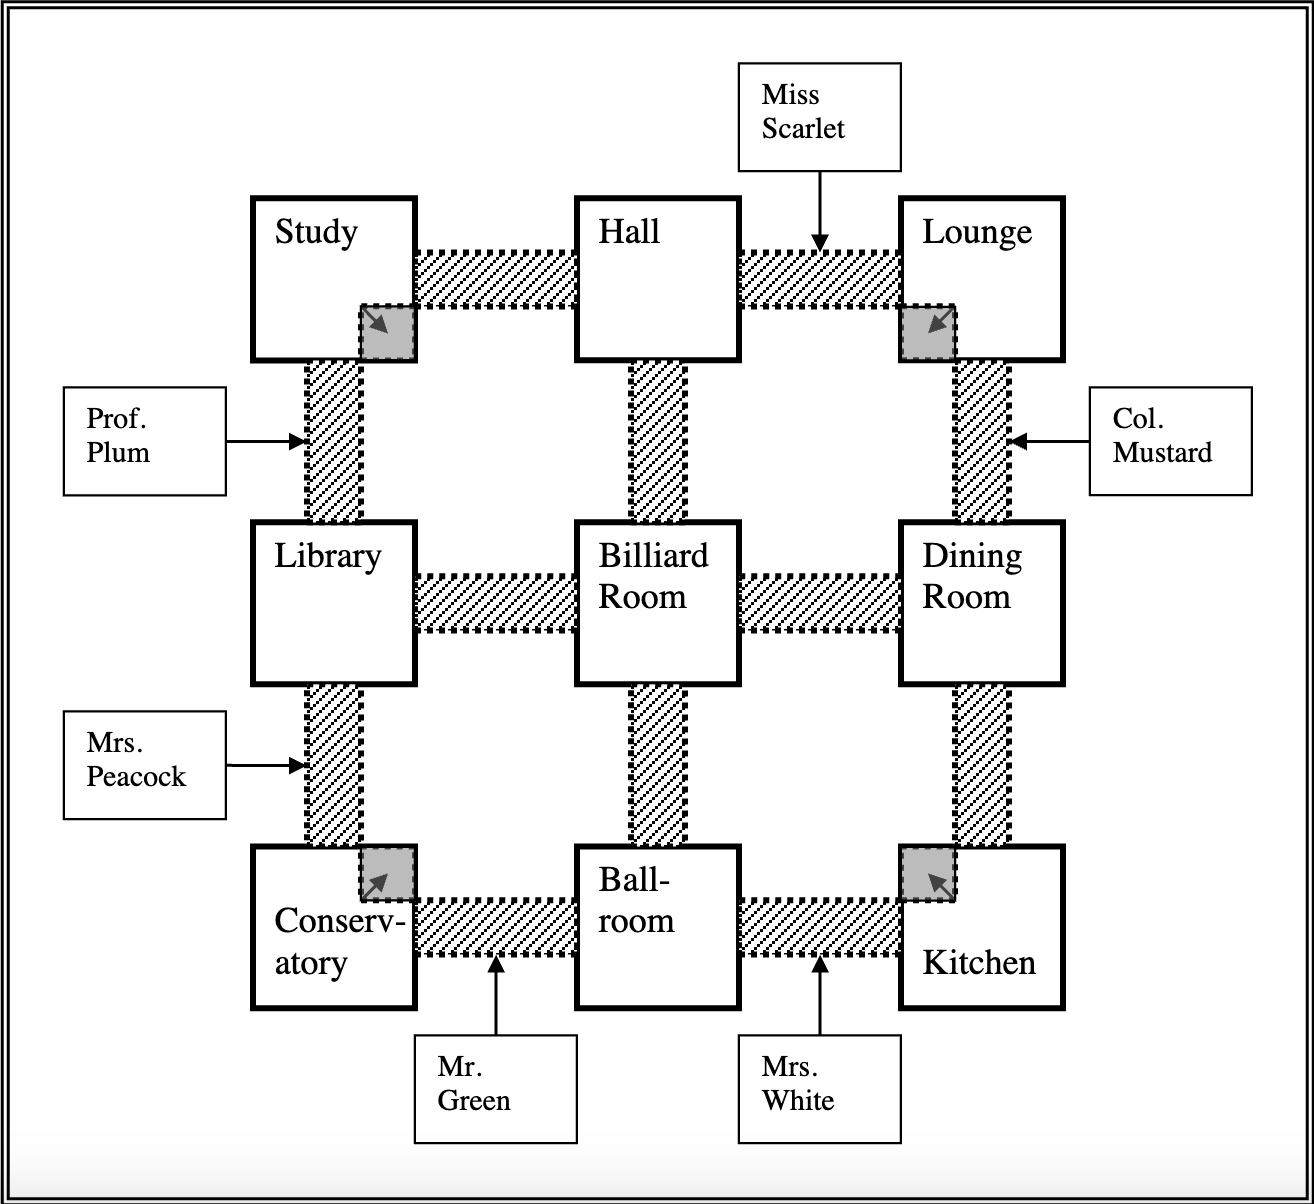 Miss
Scarlet
Study
Hall
Lounge
Prof.
Plum
Col.
Mustard
Library
Billiard
Room
Dining
Room
Mrs.
Peacock
Conserv-
atory
Ball-
room
Kitchen
Mr.
Green
Mrs.
White